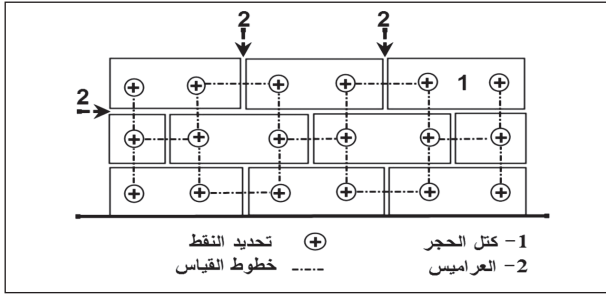 2 2
1
2
1- كتل الحجر تحديد النقط
2- العراميس خطوط القياس